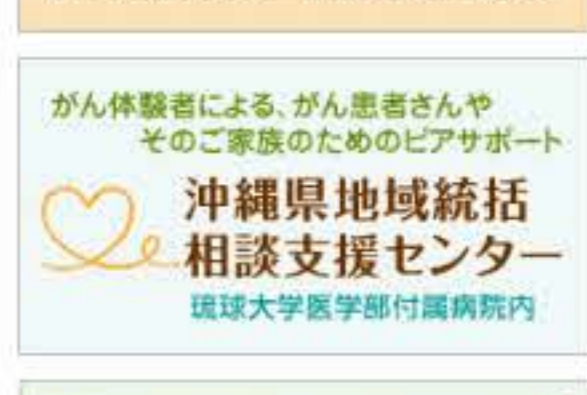 がん体験者による、がん患者さんや
そのご家族のためのピアサポート
沖縄県地域統括
相談支援センター
琉球大学医学部付属病院内